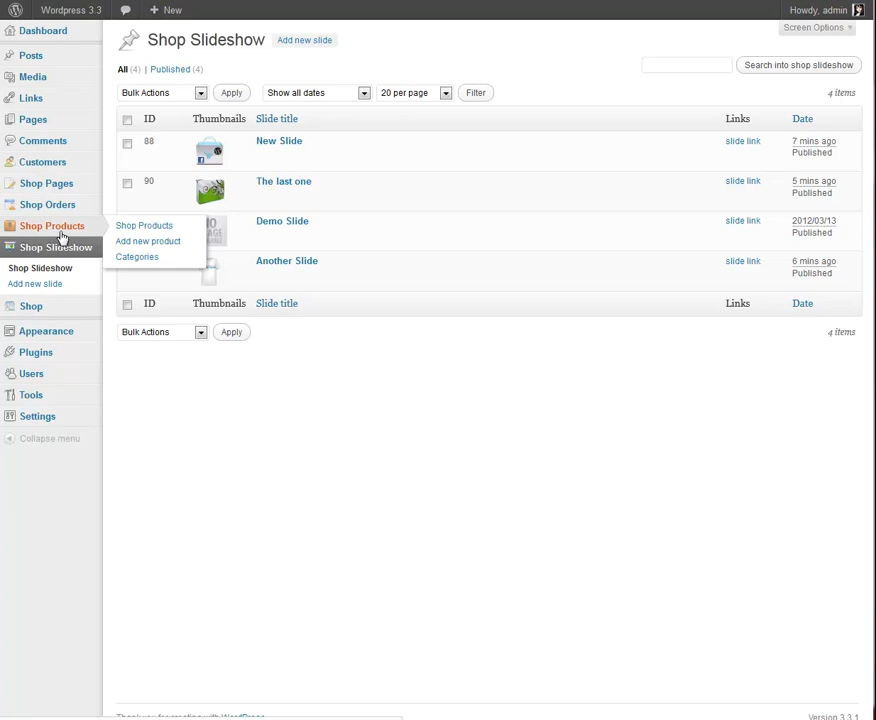 Wordpress 3.3 New Howdy, admin
Dashboard
Posts
Media
Links
Pages
Comments
Customers
Shop Pages
Shop Orders
Shop Products
Shop Slideshow
Shop Slideshow
Add new slide
Shop
Appearance
Plugins
Users
Tools
Settings
Collapse menu
Shop Products
Add new product
Categories
Screen Options
Shop Slideshow Add new slide
All (4) | Published (4)
Search into shop slideshow
Bulk Actions Apply Show all dates 20 per page Filter 4 items
ID Thumbnails Slide title Links Date
88 New Slide slide link 7 mins ago
Published
90 The last one slide link 5 mins ago
Published
Demo Slide slide link 2012/03/13
Published
Another Slide slide link 6 mins ago
Published
ID Thumbnails Slide title Links Date
Bulk Actions Apply 4 items
Thank you for creating with WordPress Version 3.3.1